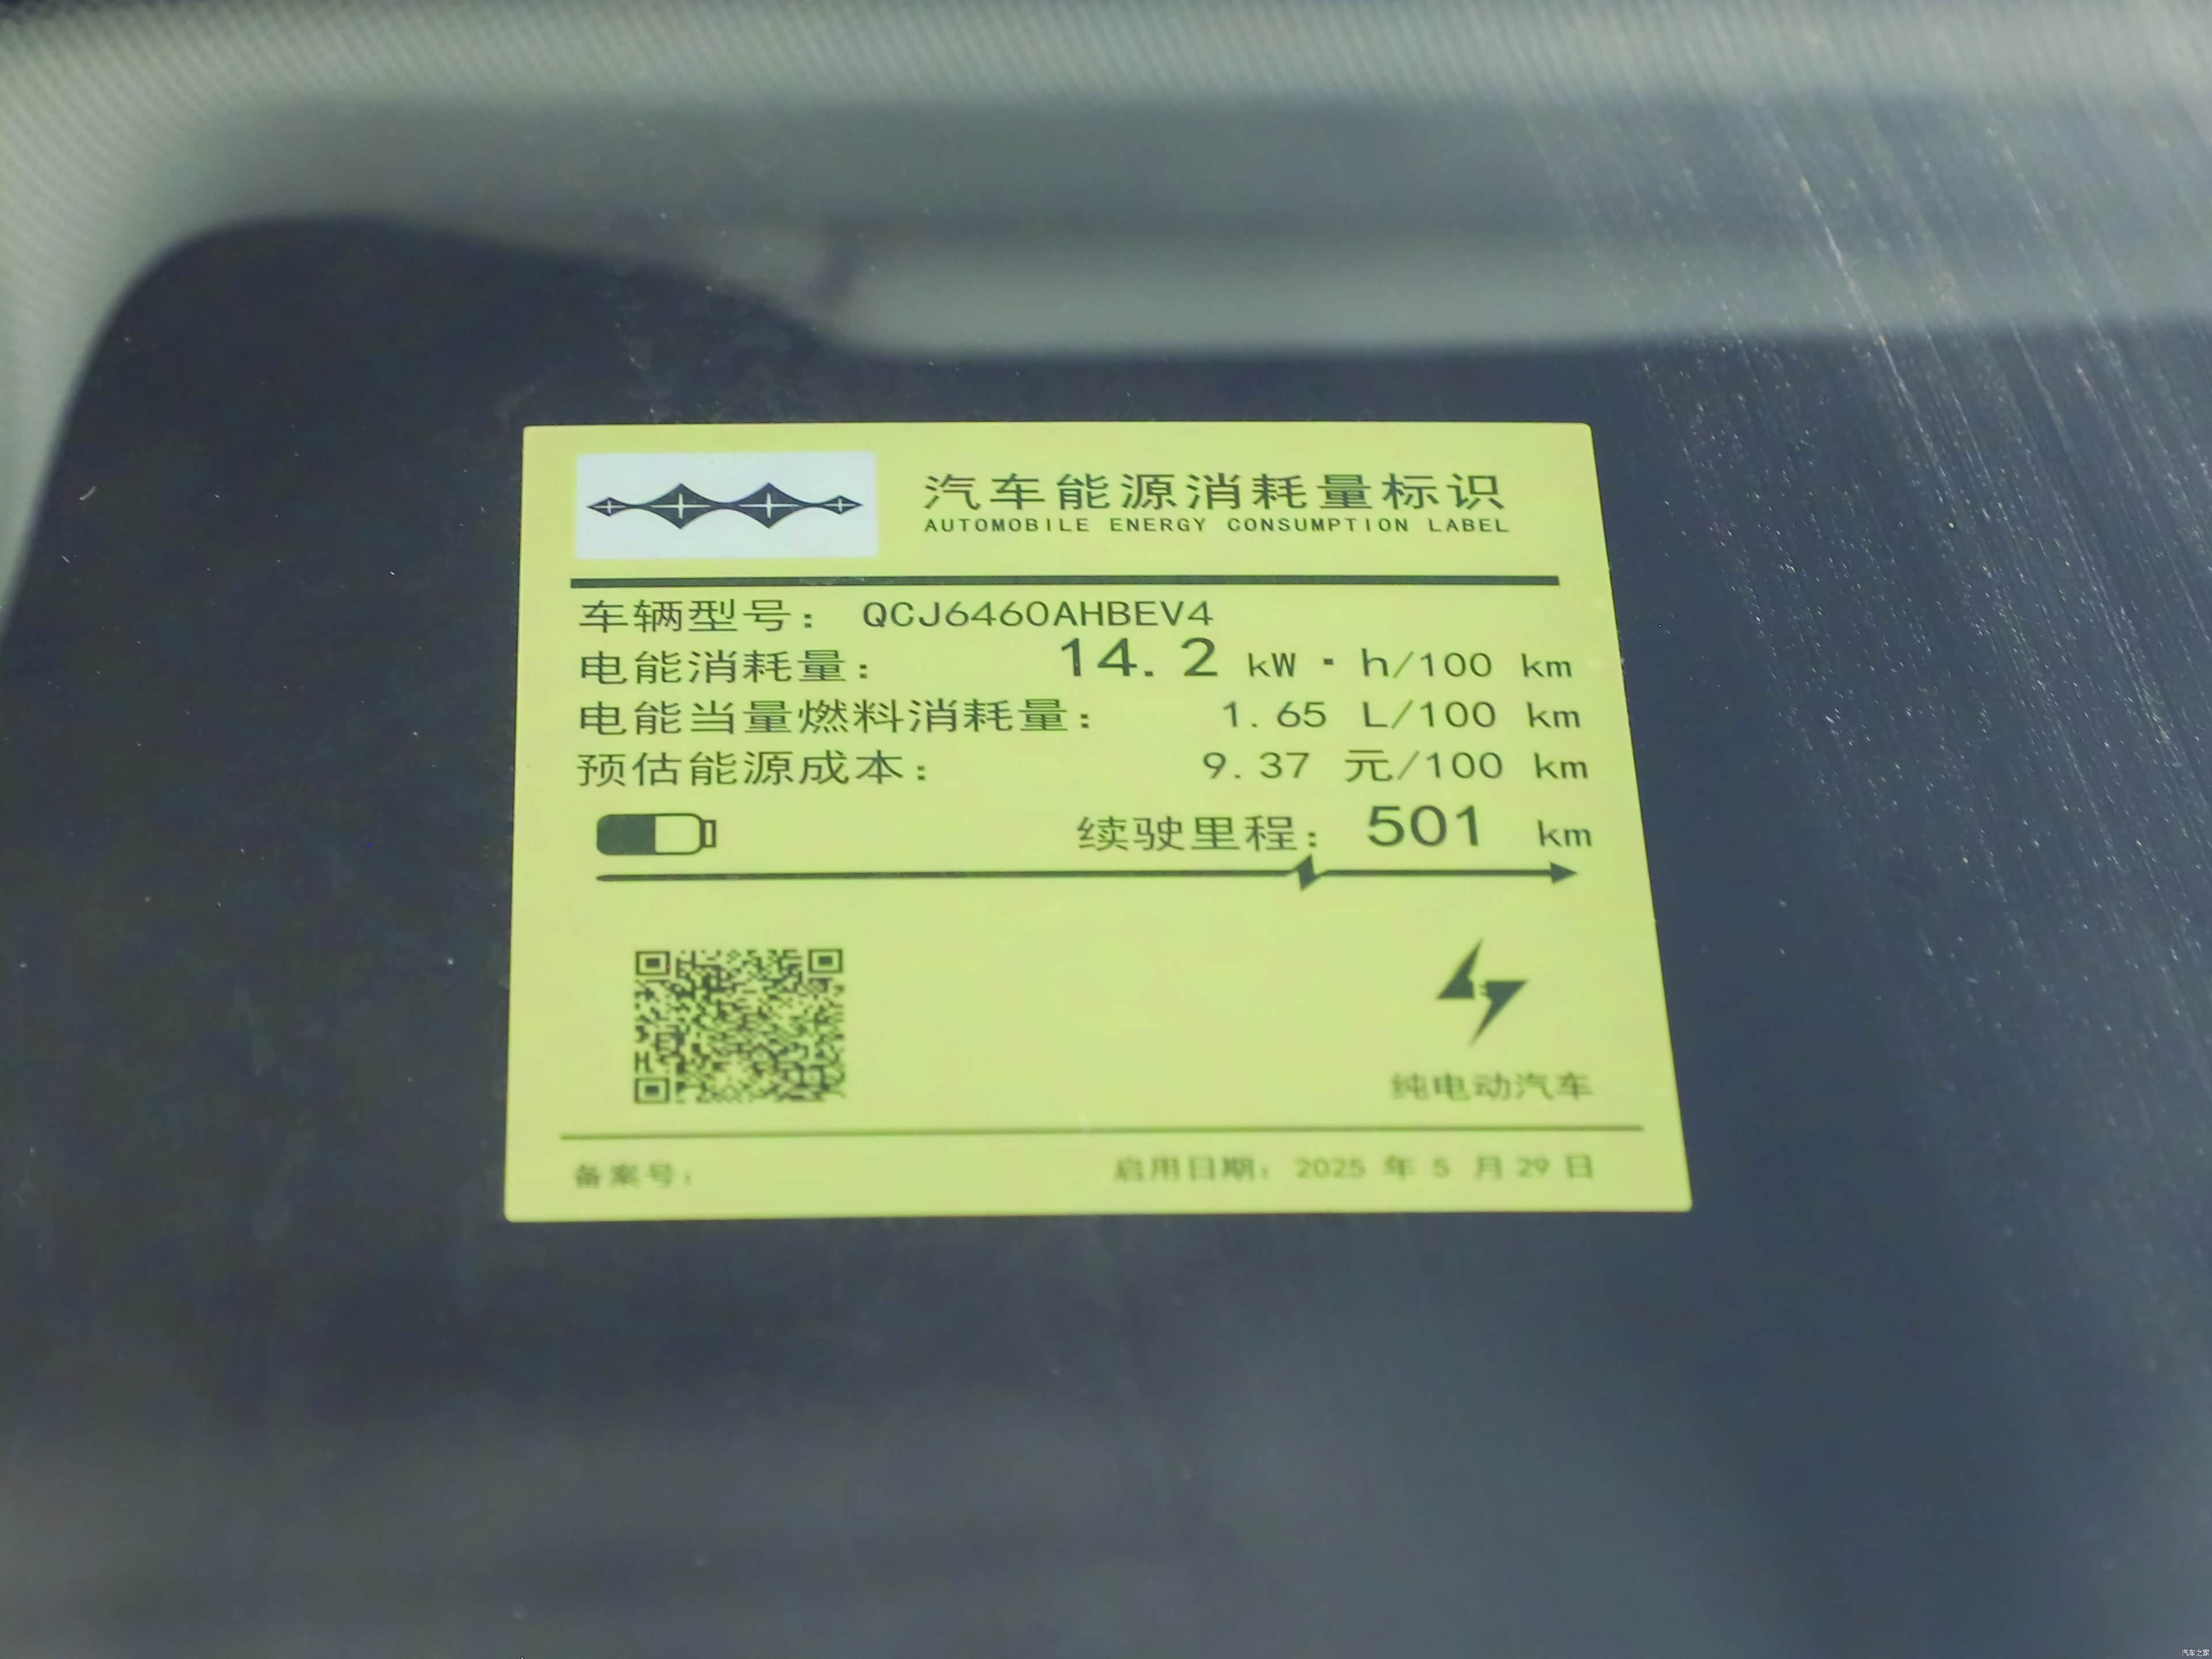 汽车能源消耗量标识
AUTOMOBILE ENERGY CONSUMPTION LABEL
车辆型号: QCJ6460AHBEV4
电能消耗量: 14.2 kW·h/100 km
电能当量燃料消耗量: 1.65 L/100 km
预估能源成本: 9.37 元/100 km
续驶里程: 501 km
纯电动汽车
备案号:
启用日期: 2025 年 5 月 29 日
汽车之家